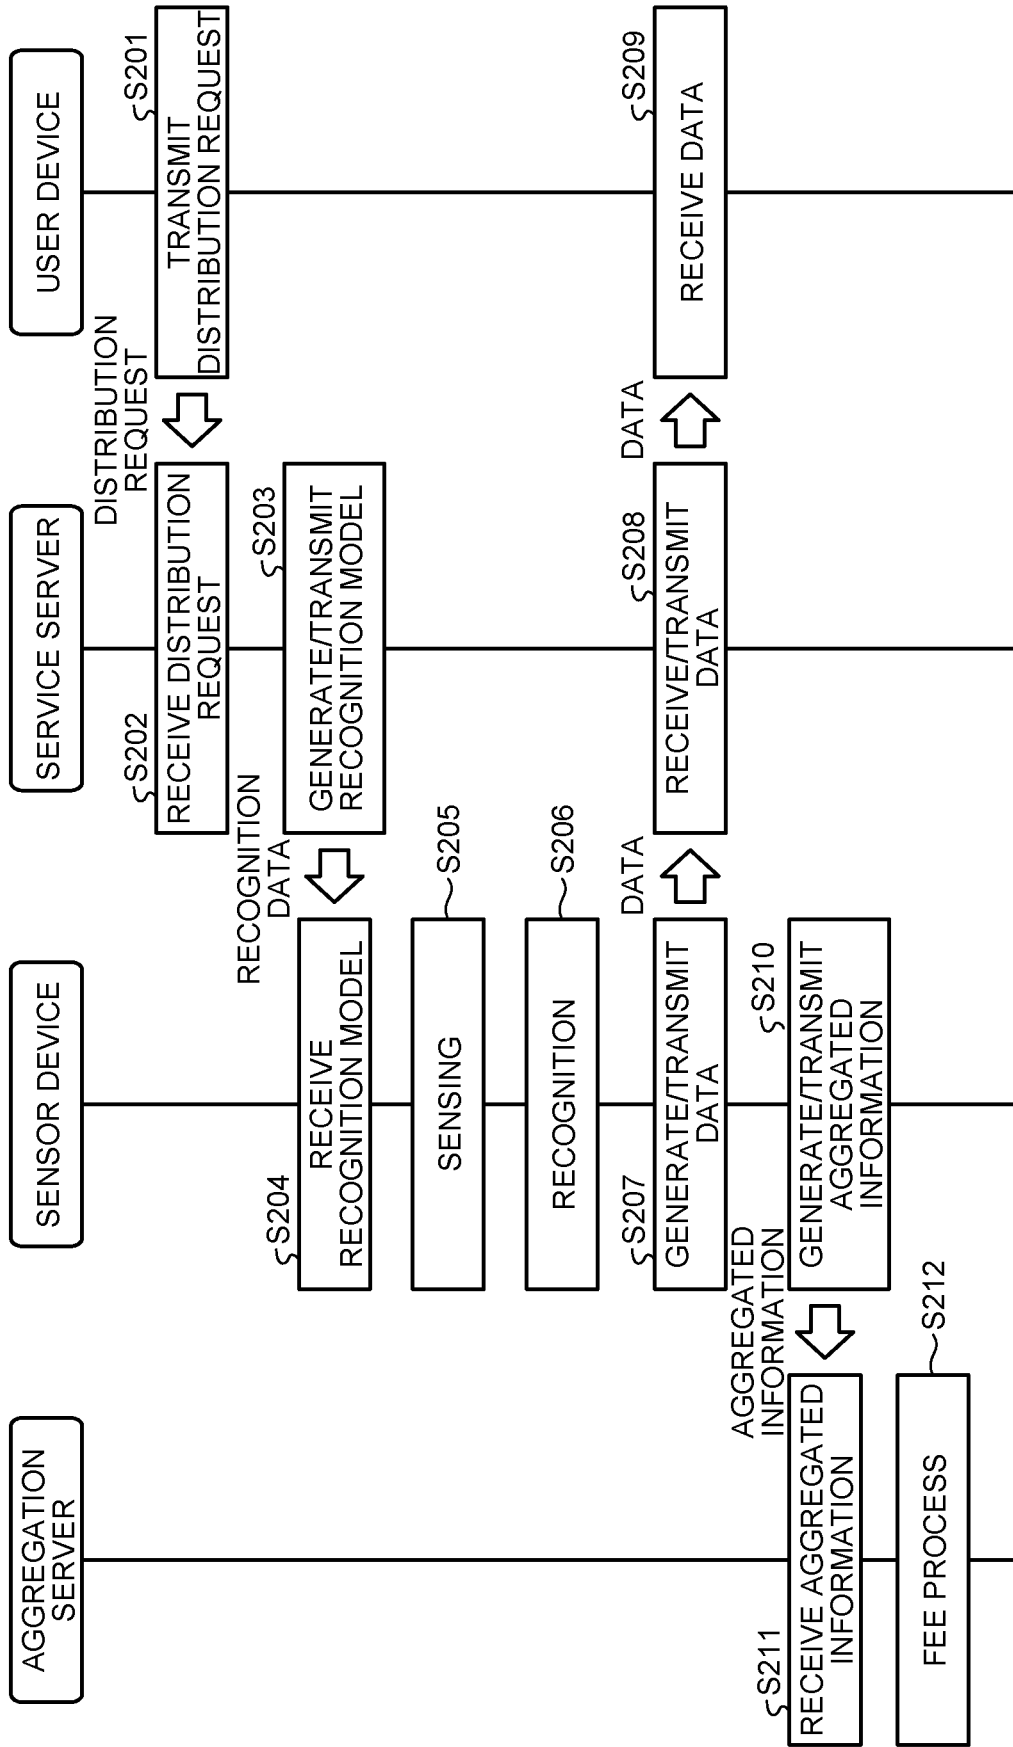 AGGREGATION
SERVER
SENSOR DEVICE
SERVICE SERVER
USER DEVICE
S201
TRANSMIT
DISTRIBUTION REQUEST
DISTRIBUTION
REQUEST
S202
RECEIVE DISTRIBUTION
REQUEST
S203
GENERATE/TRANSMIT
RECOGNITION MODEL
RECOGNITION
DATA
S204
RECEIVE
RECOGNITION MODEL
S205
SENSING
S206
RECOGNITION
S207
GENERATE/TRANSMIT
DATA
DATA
S208
RECEIVE/TRANSMIT
DATA
DATA
S209
RECEIVE DATA
S210
GENERATE/TRANSMIT
AGGREGATED
INFORMATION
AGGREGATED
INFORMATION
S211
RECEIVE AGGREGATED
INFORMATION
S212
FEE PROCESS